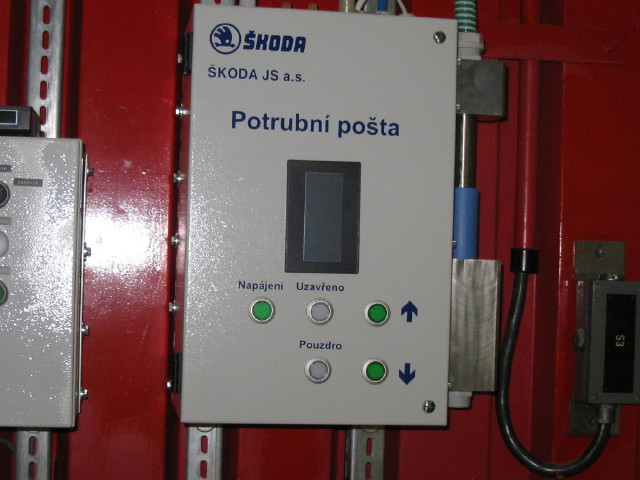 ŠKODA
ŠKODA JS a.s.
Potrubní pošta
Napájení Uzavřeno
Pouzdro
S3